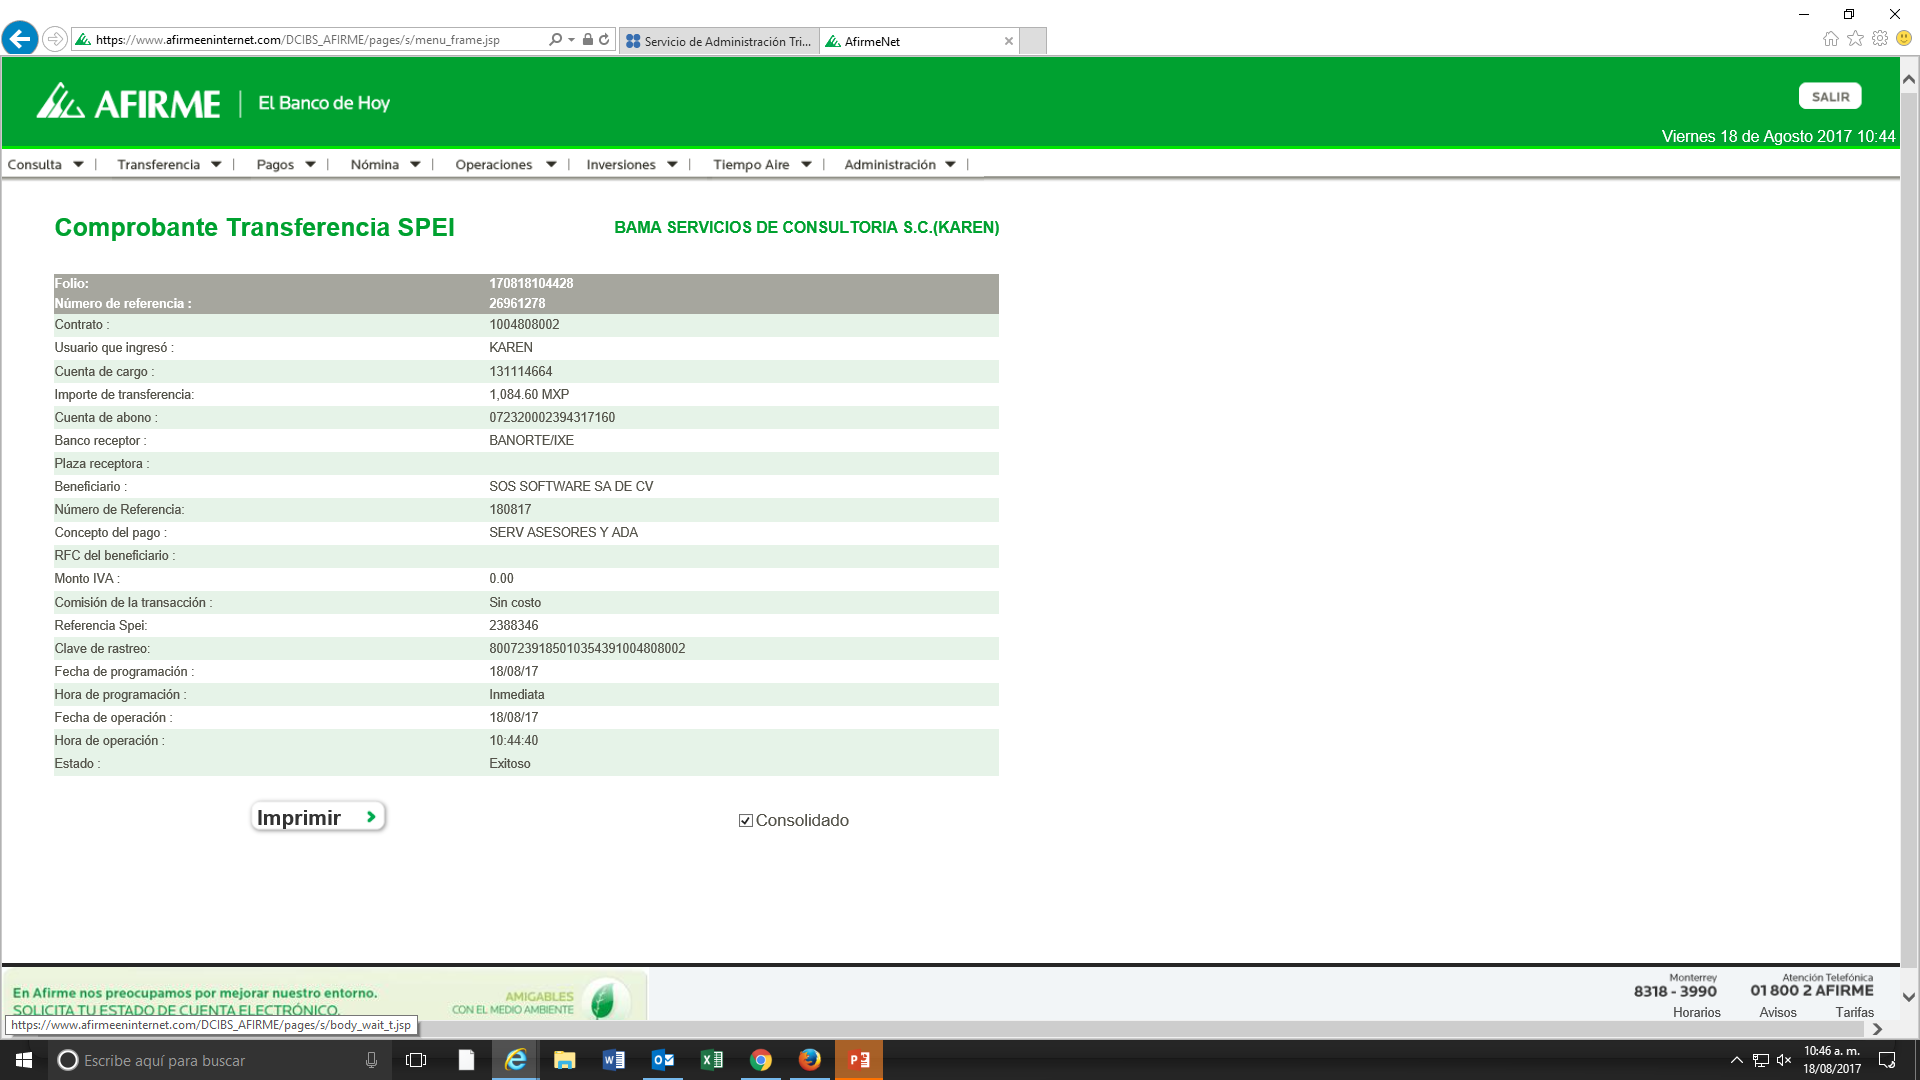 https://www.afirmeeninternet.com/DCIBS_AFIRME/pages/s/menu_frame.jsp
Servicio de Administración Tri...
AfirmeNet
AFIRME | El Banco de Hoy
SALIR
Viernes 18 de Agosto 2017 10:44
Consulta | Transferencia | Pagos | Nómina | Operaciones | Inversiones | Tiempo Aire | Administración |
Comprobante Transferencia SPEI
BAMA SERVICIOS DE CONSULTORIA S.C.(KAREN)
Folio: 170818104428
Número de referencia : 26961278
Contrato : 1004808002
Usuario que ingresó : KAREN
Cuenta de cargo : 131114664
Importe de transferencia: 1,084.60 MXP
Cuenta de abono : 072320002394317160
Banco receptor : BANORTE/IXE
Plaza receptora :
Beneficiario : SOS SOFTWARE SA DE CV
Número de Referencia: 180817
Concepto del pago : SERV ASESORES Y ADA
RFC del beneficiario :
Monto IVA : 0.00
Comisión de la transacción : Sin costo
Referencia Spei: 2388346
Clave de rastreo: 8007239185010354391004808002
Fecha de programación : 18/08/17
Hora de programación : Inmediata
Fecha de operación : 18/08/17
Hora de operación : 10:44:40
Estado : Exitoso
Imprimir
Consolidado
En Afirme nos preocupamos por mejorar nuestro entorno.
SOLICITA TU ESTADO DE CUENTA ELECTRÓNICO.
AMIGABLES
CON EL MEDIO AMBIENTE
Monterrey
8318 - 3990
Atención Telefónica
01 800 2 AFIRME
Horarios Avisos Tarifas
https://www.afirmeeninternet.com/DCIBS_AFIRME/pages/s/body_wait_t.jsp
Escribe aquí para buscar
10:46 a. m.
18/08/2017